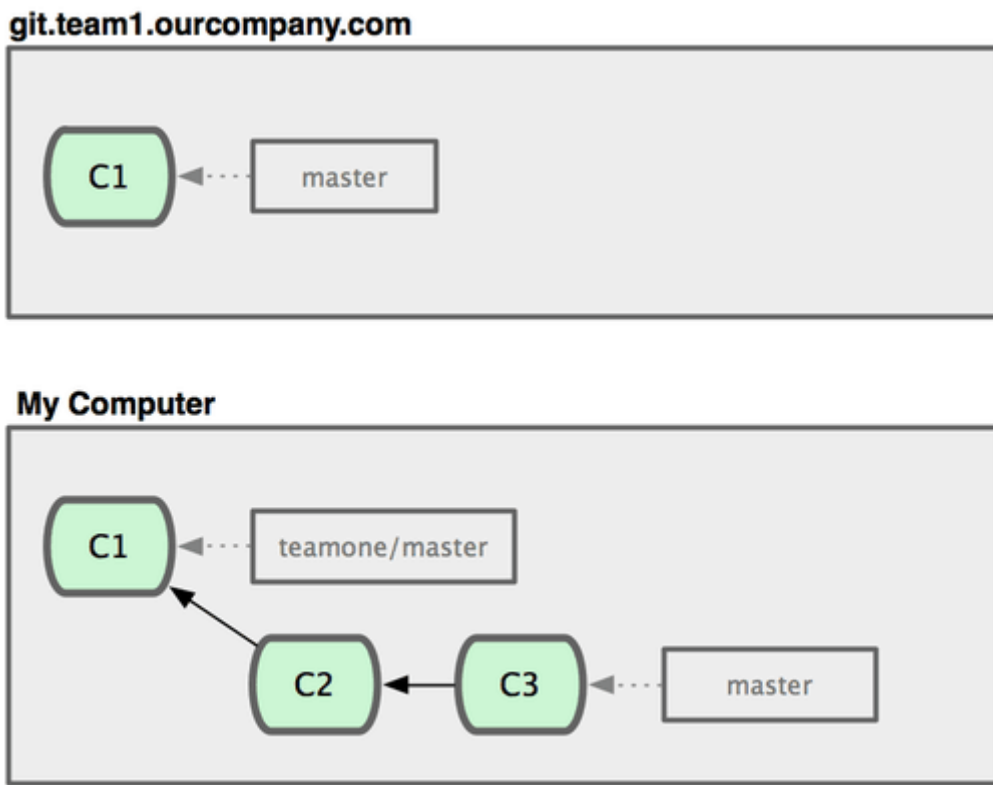 git.team1.ourcompany.com
C1
master
My Computer
C1
teamone/master
C2
C3
master